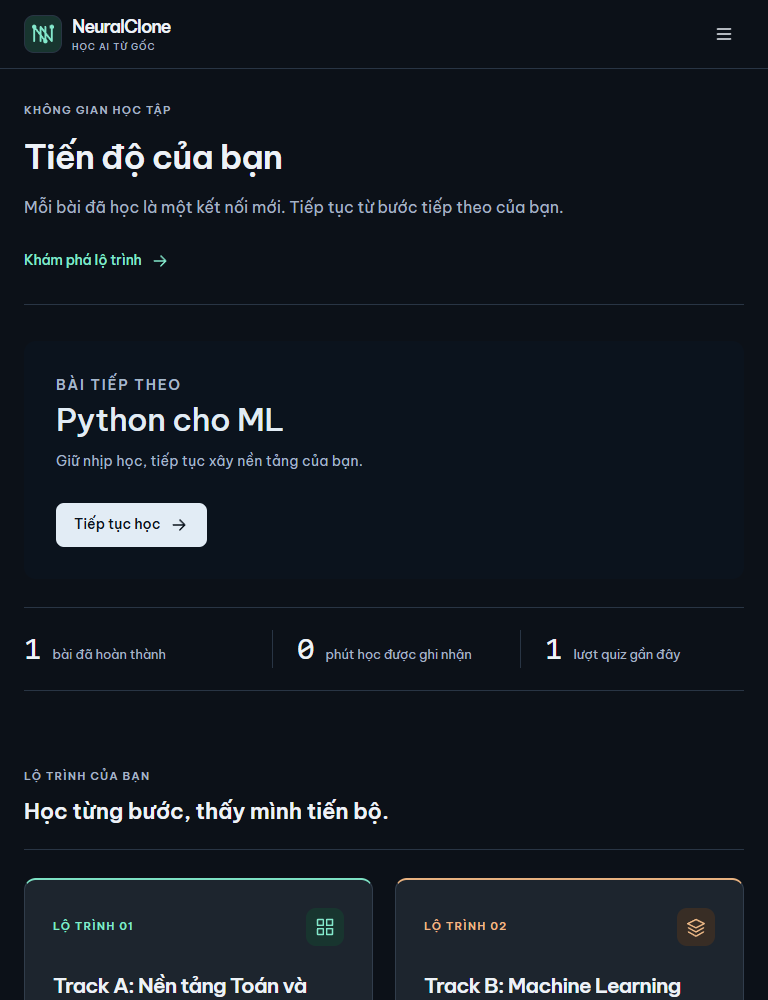 NeuralClone
HỌC AI TỪ GỐC
KHÔNG GIAN HỌC TẬP
Tiến độ của bạn
Mỗi bài đã học là một kết nối mới. Tiếp tục từ bước tiếp theo của bạn.
Khám phá lộ trình →
BÀI TIẾP THEO
Python cho ML
Giữ nhịp học, tiếp tục xây nền tảng của bạn.
Tiếp tục học →
1 bài đã hoàn thành
0 phút học được ghi nhận
1 lượt quiz gần đây
LỘ TRÌNH CỦA BẠN
Học từng bước, thấy mình tiến bộ.
LỘ TRÌNH 01
Track A: Nền tảng Toán và
LỘ TRÌNH 02
Track B: Machine Learning